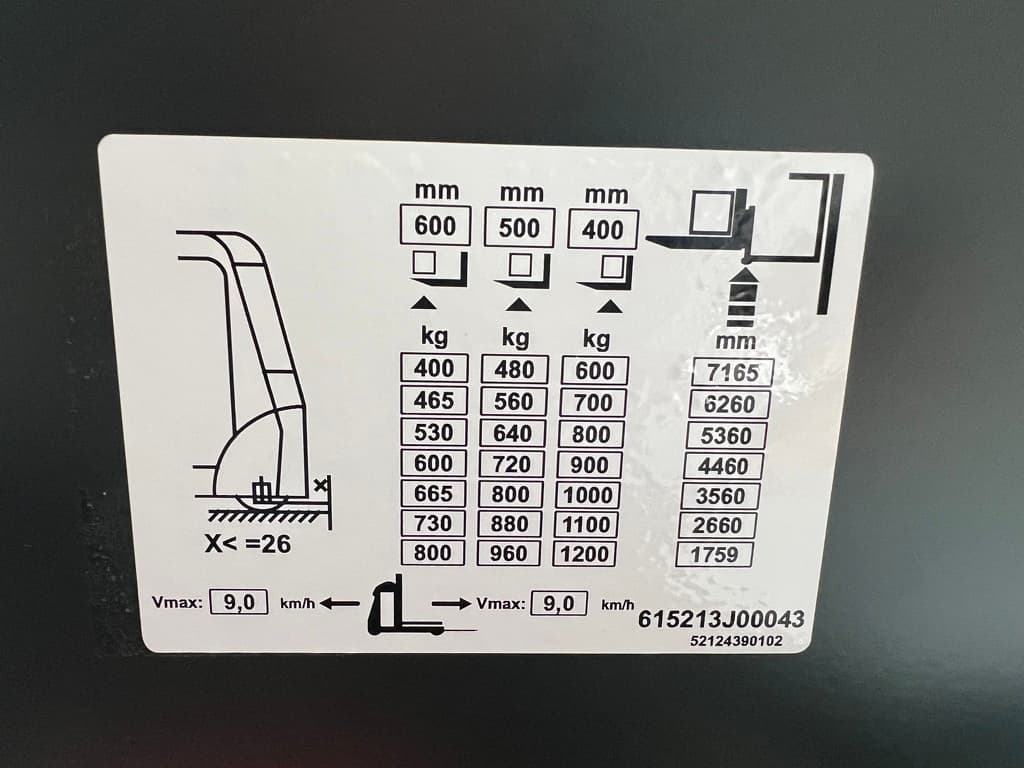 mm mm mm
600 500 400
kg kg kg mm
400 480 600 7165
465 560 700 6260
530 640 800 5360
600 720 900 4460
665 800 1000 3560
730 880 1100 2660
800 960 1200 1759
x
X< =26
Vmax: 9,0 km/h Vmax: 9,0 km/h
615213J00043
52124390102